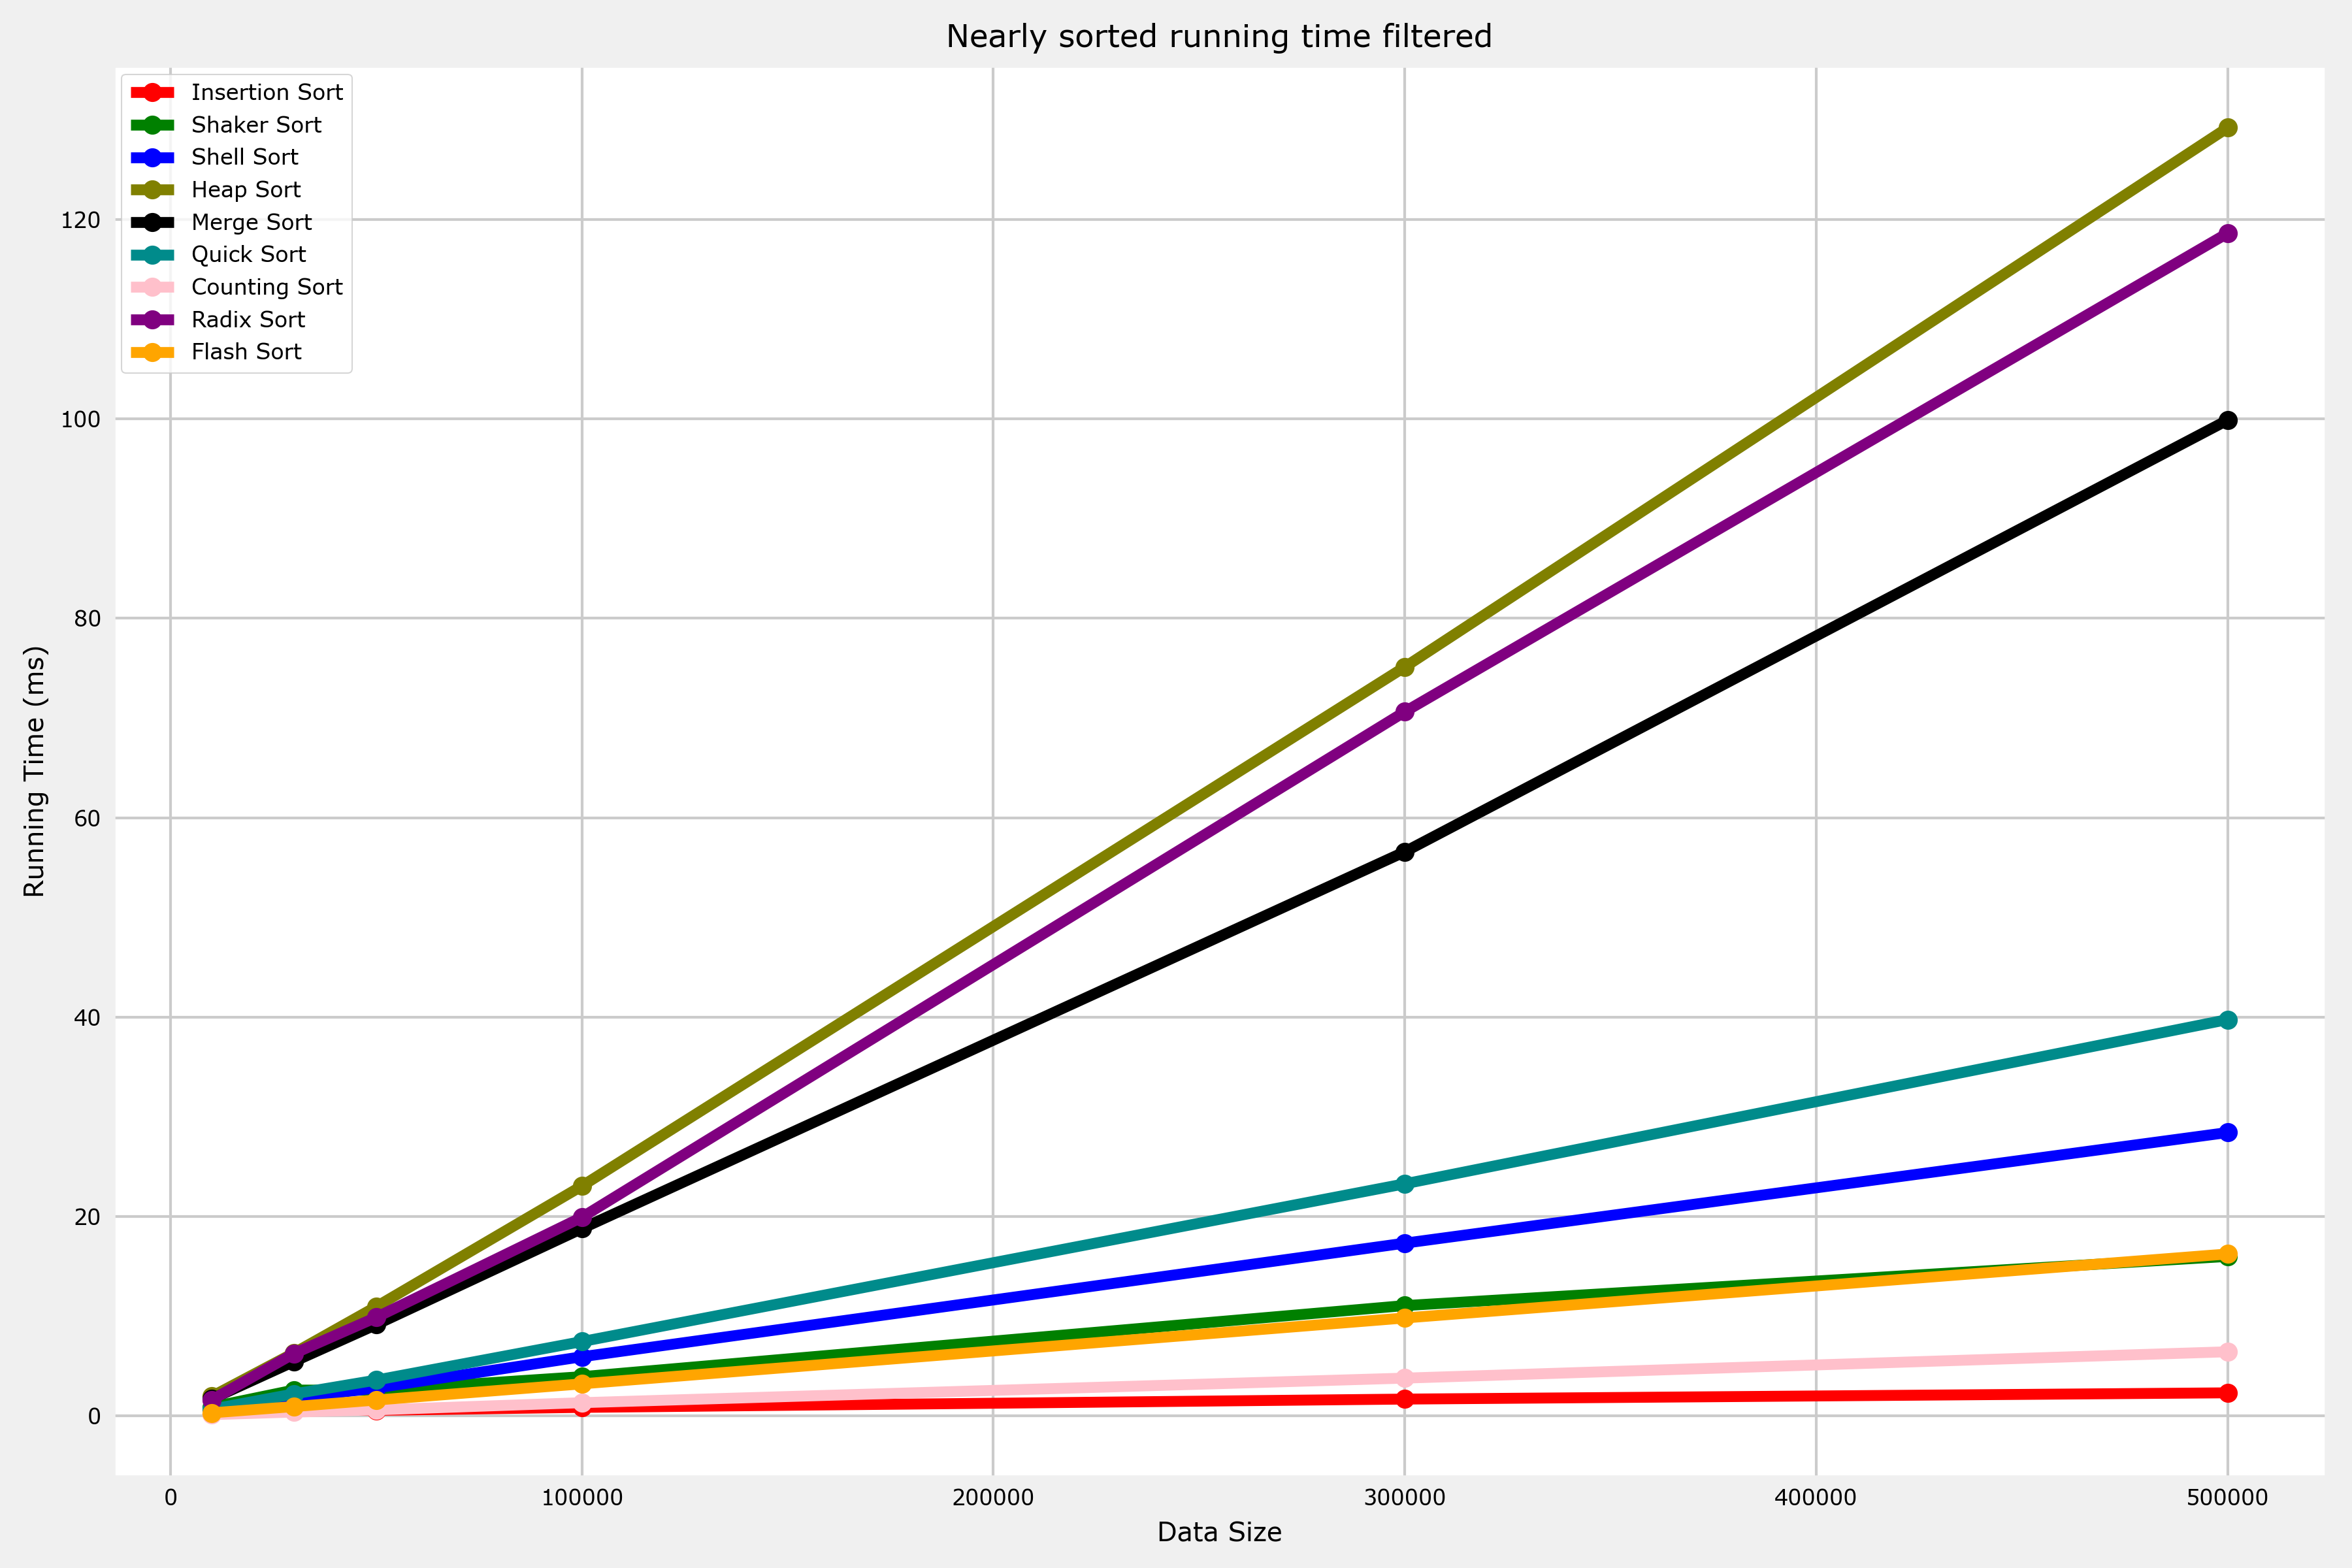 Nearly sorted running time filtered
Insertion Sort
Shaker Sort
Shell Sort
Heap Sort
Merge Sort
Quick Sort
Counting Sort
Radix Sort
Flash Sort
Running Time (ms)
120
100
80
60
40
20
0
0 100000 200000 300000 400000 500000
Data Size